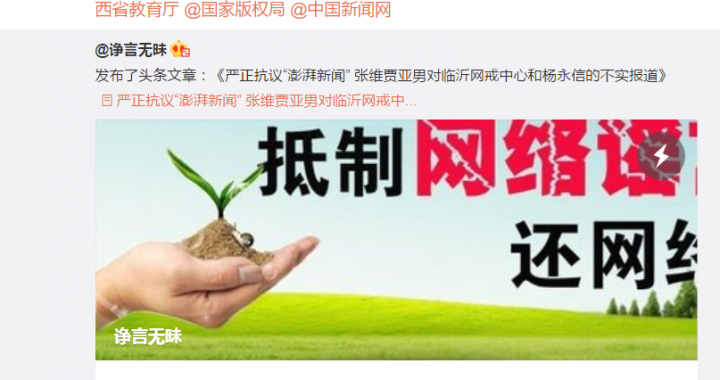 西省教育厅 @国家版权局 @中国新闻网
@诤言无昧
发布了头条文章：《严正抗议“澎湃新闻” 张维贾亚男对临沂网戒中心和杨永信的不实报道》
严正抗议“澎湃新闻” 张维贾亚男对临沂网戒中...
抵制网络谣
还网络
诤言无昧